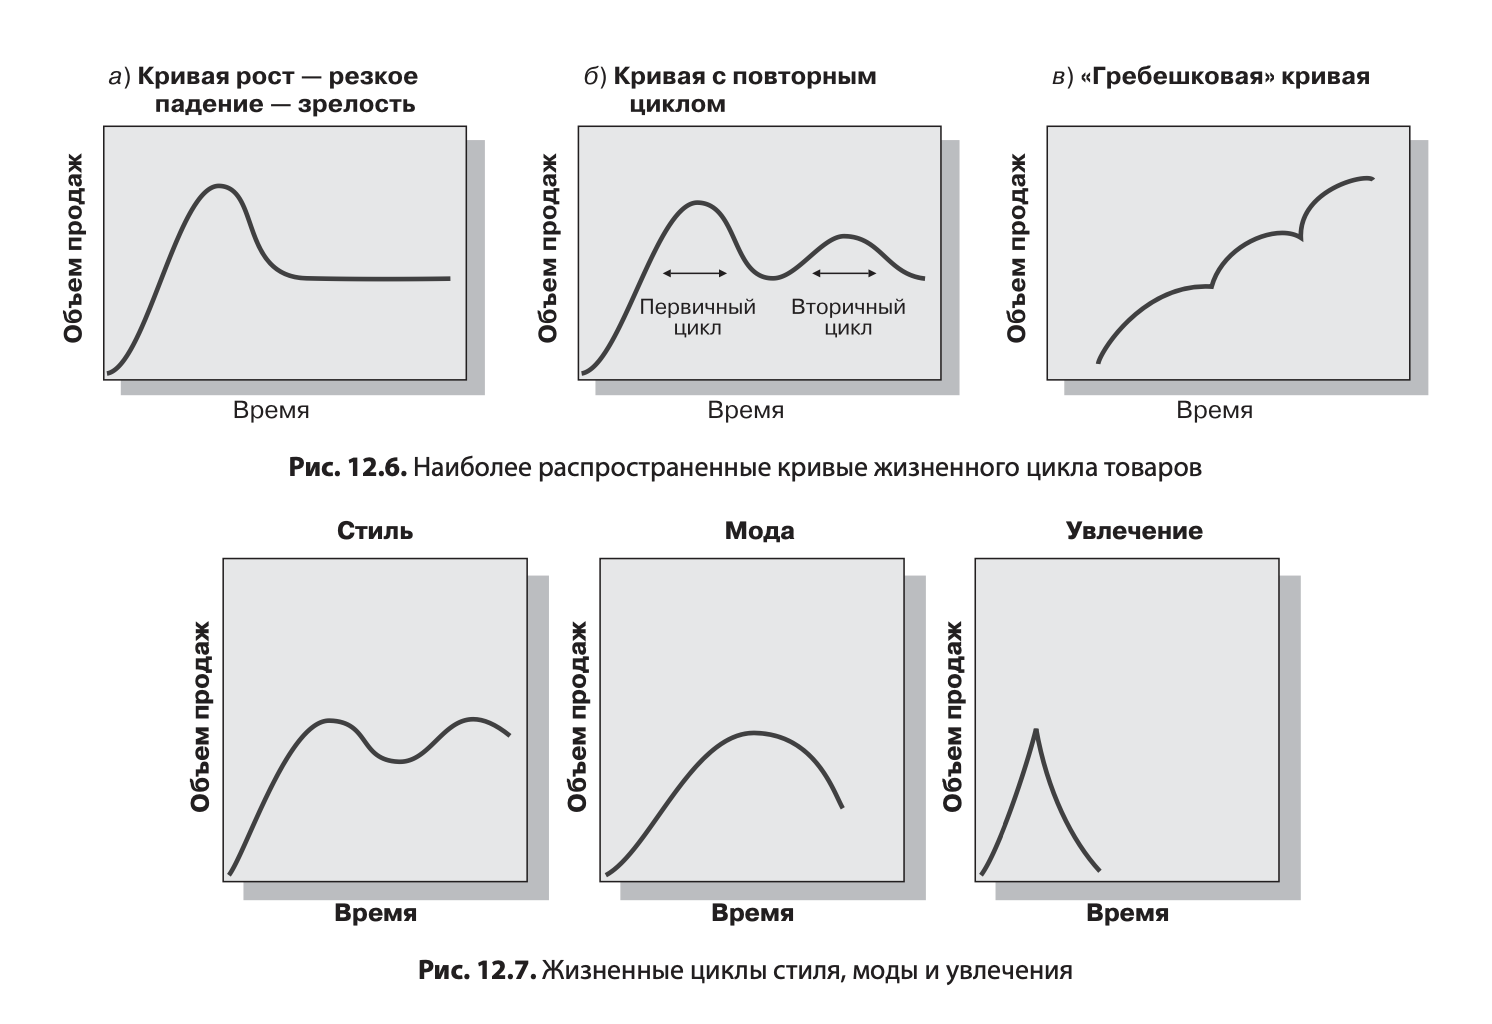 а) Кривая рост — резкое
падение — зрелость
Объем продаж
Время
б) Кривая с повторным
циклом
Объем продаж
Первичный
цикл
Вторичный
цикл
Время
в) «Гребешковая» кривая
Объем продаж
Время
Рис. 12.6. Наиболее распространенные кривые жизненного цикла товаров
Стиль
Объем продаж
Время
Мода
Объем продаж
Время
Увлечение
Объем продаж
Время
Рис. 12.7. Жизненные циклы стиля, моды и увлечения